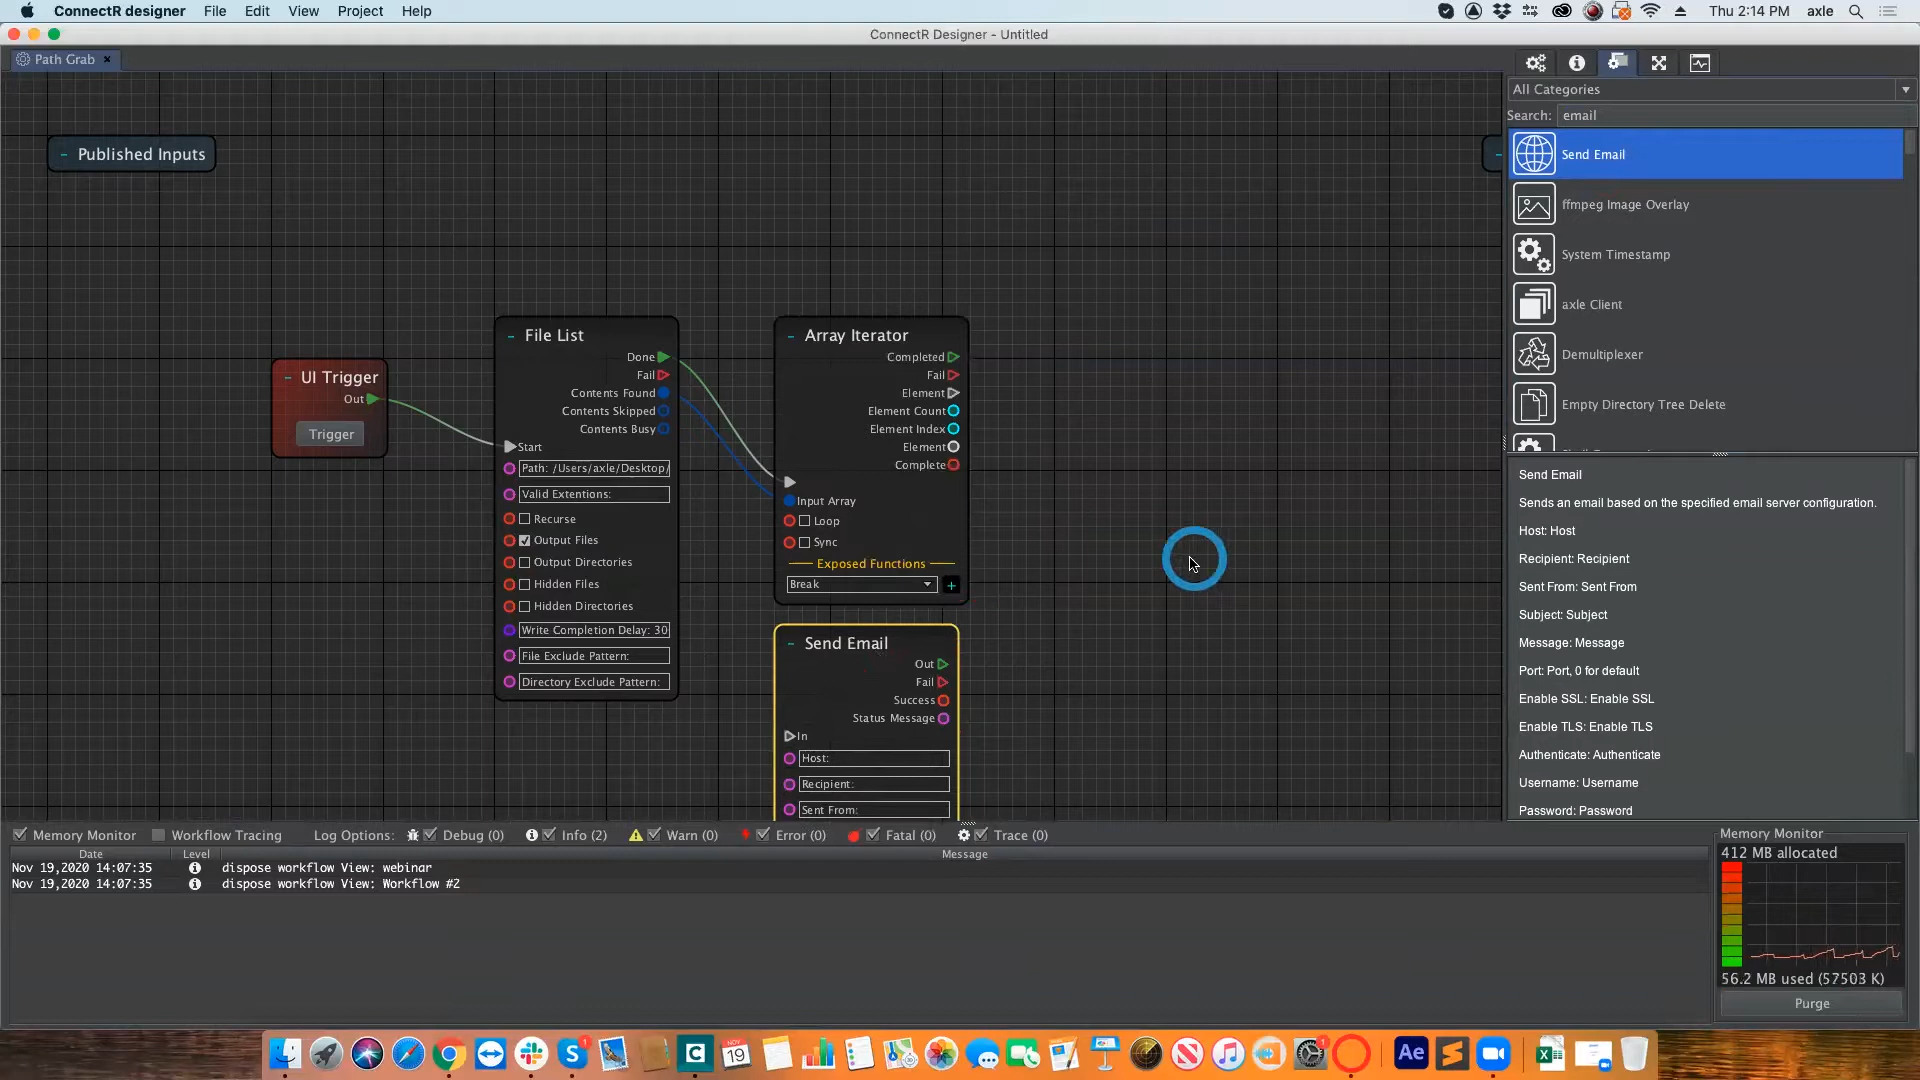 ConnectR designer File Edit View Project Help
Thu 2:14 PM axle
ConnectR Designer - Untitled
Path Grab ×
Published Inputs
UI Trigger
Out
Trigger
File List
Done
Fail
Contents Found
Contents Skipped
Contents Busy
Start
Path: /Users/axle/Desktop/
Valid Extentions:
Recurse
Output Files
Output Directories
Hidden Files
Hidden Directories
Write Completion Delay: 30
File Exclude Pattern:
Directory Exclude Pattern:
Array Iterator
Completed
Fail
Element
Element Count
Element Index
Element
Complete
Input Array
Loop
Sync
Exposed Functions
Break +
Send Email
Out
Fail
Success
Status Message
In
Host:
Recipient:
Sent From:
All Categories
Search: email
Send Email
ffmpeg Image Overlay
System Timestamp
axle Client
Demultiplexer
Empty Directory Tree Delete
Send Email
Sends an email based on the specified email server configuration.
Host: Host
Recipient: Recipient
Sent From: Sent From
Subject: Subject
Message: Message
Port: Port, 0 for default
Enable SSL: Enable SSL
Enable TLS: Enable TLS
Authenticate: Authenticate
Username: Username
Password: Password
Memory Monitor Workflow Tracing Log Options: Debug (0) Info (2) Warn (0) Error (0) Fatal (0) Trace (0)
Date Level Message
Nov 19,2020 14:07:35 dispose workflow View: webinar
Nov 19,2020 14:07:35 dispose workflow View: Workflow #2
Memory Monitor
412 MB allocated
56.2 MB used (57503 K)
Purge
NOV
19
Ae